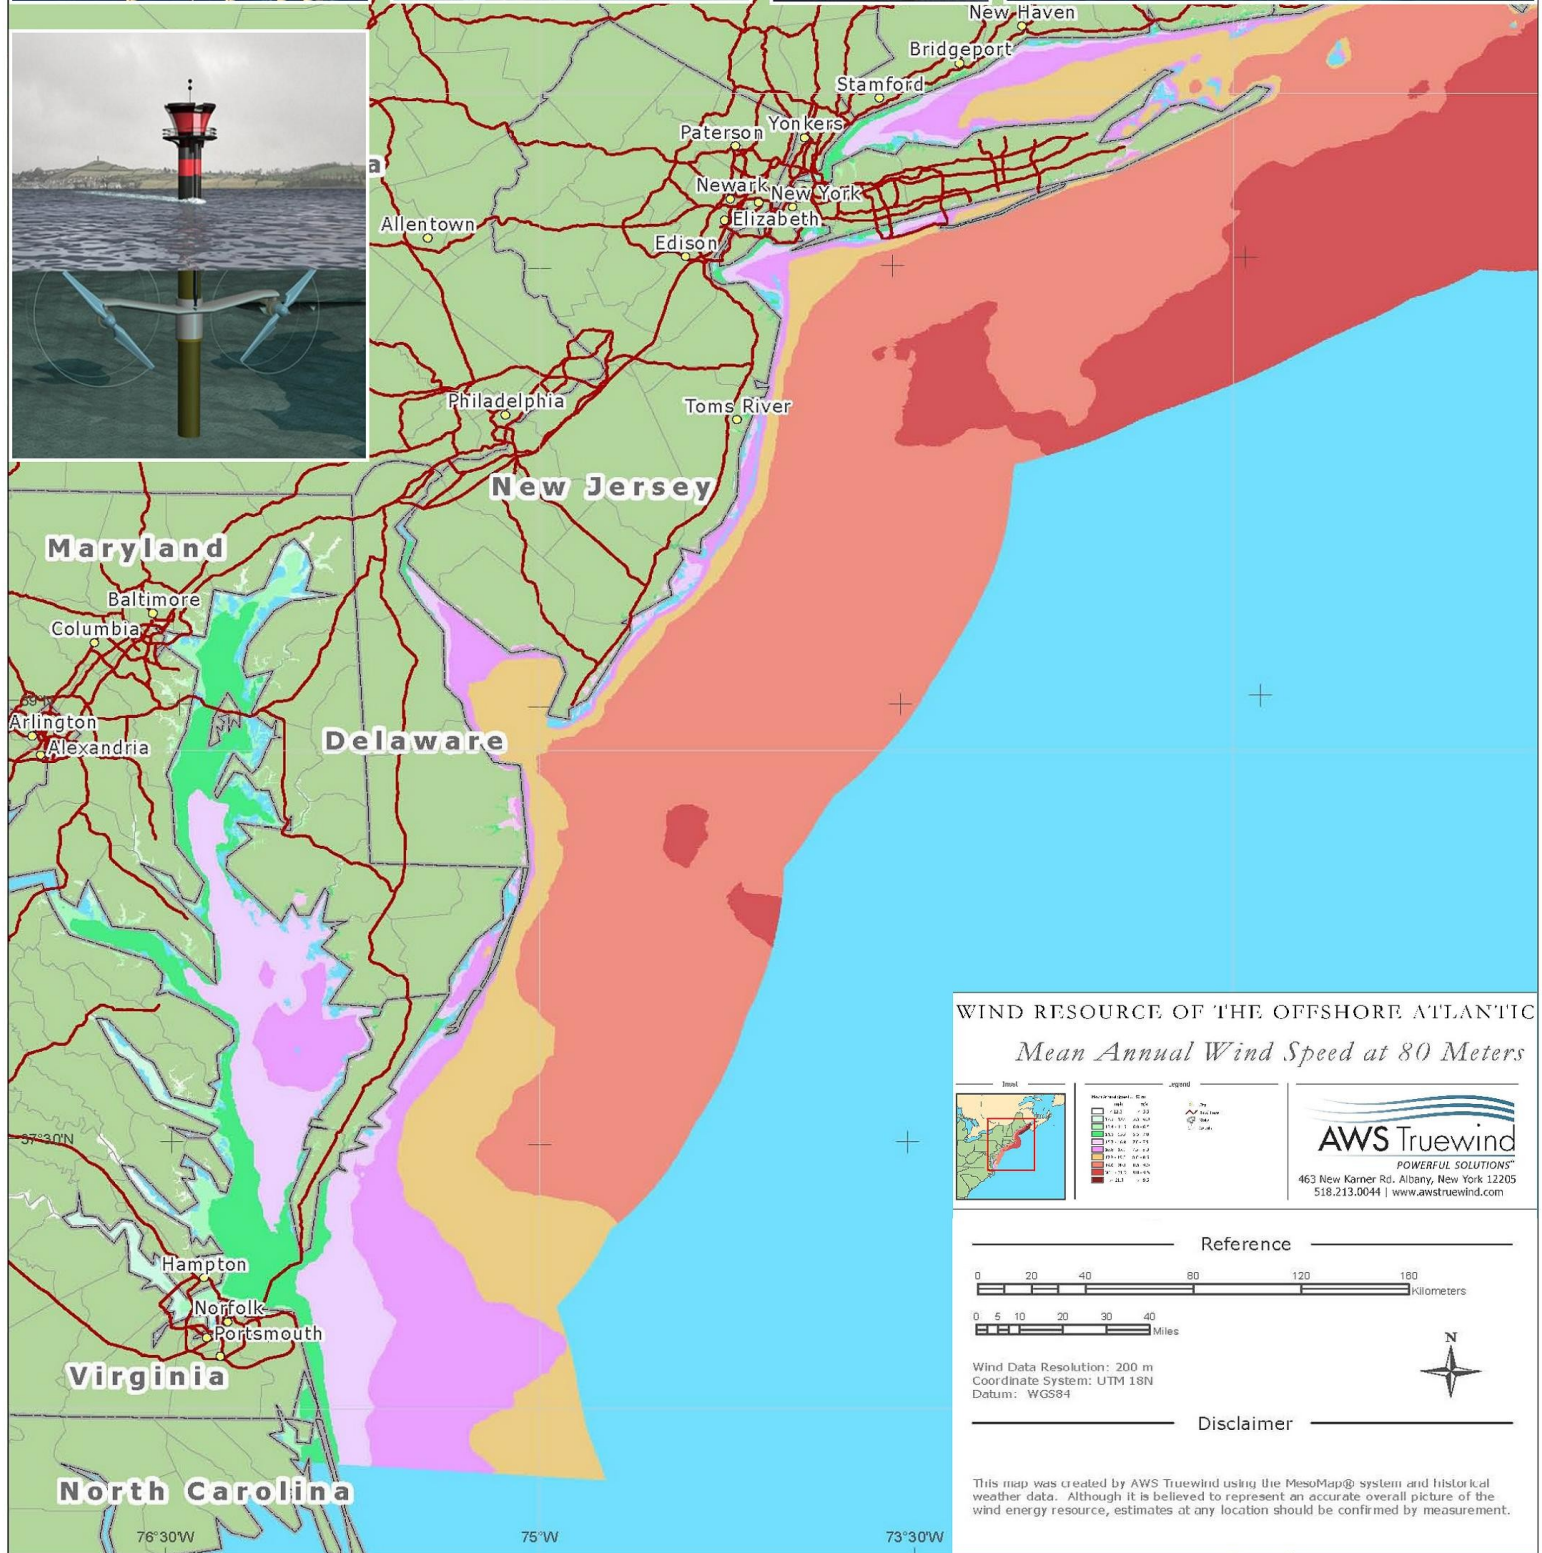 New Haven
Bridgeport
Stamford
Yonkers
Paterson
a
Newark
New York
Elizabeth
Allentown
Edison
Philadelphia
Toms River
New Jersey
Maryland
Baltimore
Columbia
Arlington
Alexandria
Delaware
WIND RESOURCE OF THE OFFSHORE ATLANTIC
Mean Annual Wind Speed at 80 Meters
Inset
Legend
AWS Truewind
POWERFUL SOLUTIONS
463 New Karner Rd. Albany, New York 12205
518.213.0044 | www.awstruewind.com
37°30'N
Hampton
Norfolk
Portsmouth
Virginia
North Carolina
Reference
0 20 40 80 120 160
Kilometers
0 5 10 20 30 40
Miles
N
Wind Data Resolution: 200 m
Coordinate System: UTM 18N
Datum: WGS84
Disclaimer
This map was created by AWS Truewind using the MesoMap® system and historical
weather data. Although it is believed to represent an accurate overall picture of the
wind energy resource, estimates at any location should be confirmed by measurement.
76°30'W
75°W
73°30'W